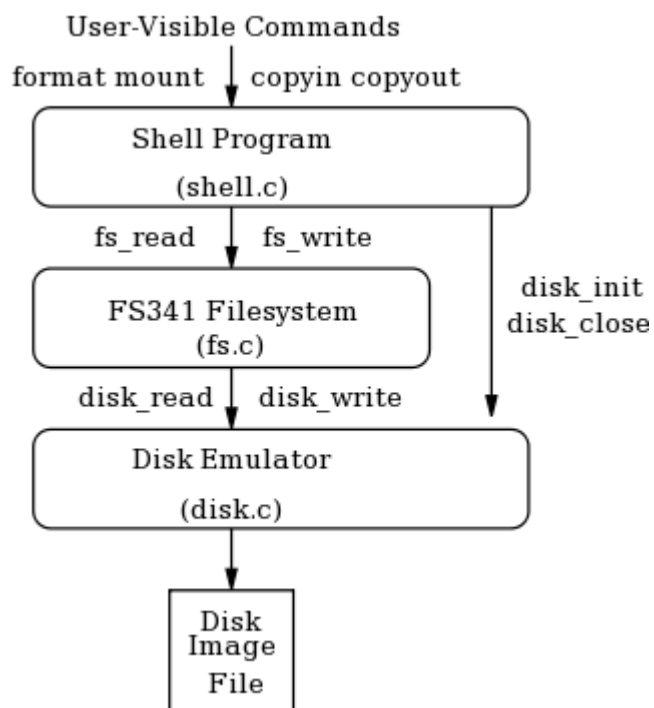 User-Visible Commands
format mount copyin copyout
Shell Program
(shell.c)
fs_read fs_write
FS341 Filesystem
(fs.c)
disk_init
disk_close
disk_read disk_write
Disk Emulator
(disk.c)
Disk
Image
File